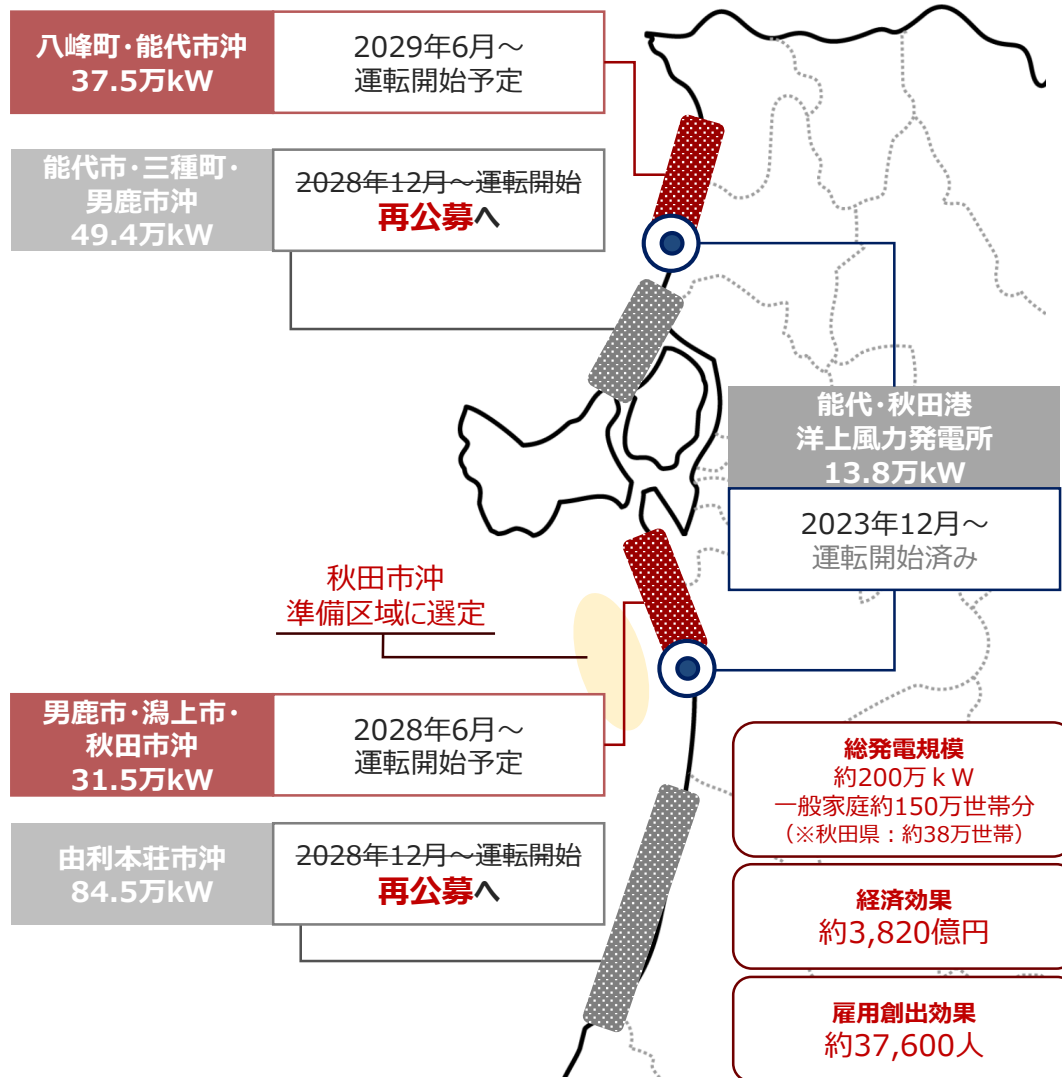 八峰町・能代市沖
37.5万kW
2029年6月～
運転開始予定
能代市・三種町・
男鹿市沖
49.4万kW
2028年12月～運転開始
再公募へ
能代・秋田港
洋上風力発電所
13.8万kW
2023年12月～
運転開始済み
秋田市沖
準備区域に選定
男鹿市・潟上市・
秋田市沖
31.5万kW
2028年6月～
運転開始予定
由利本荘市沖
84.5万kW
2028年12月～運転開始
再公募へ
総発電規模
約200万ｋW
一般家庭約150万世帯分
（※秋田県：約38万世帯）
経済効果
約3,820億円
雇用創出効果
約37,600人